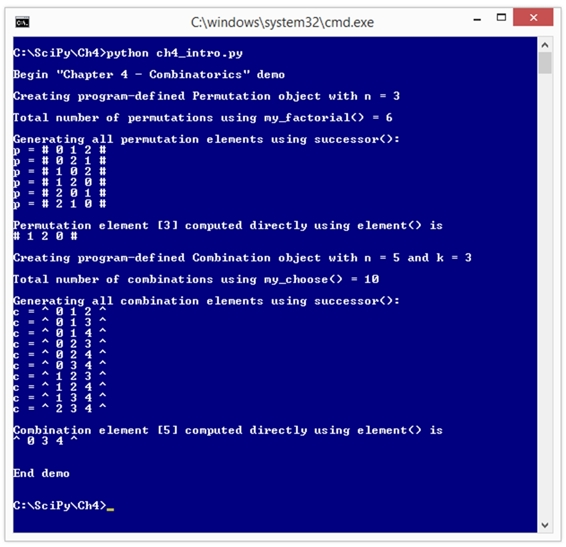 C:\windows\system32\cmd.exe
C:\SciPy\Ch4>python ch4_intro.py
Begin "Chapter 4 - Combinatorics" demo
Creating program-defined Permutation object with n = 3
Total number of permutations using my_factorial() = 6
Generating all permutation elements using successor():
p = # 0 1 2 #
p = # 0 2 1 #
p = # 1 0 2 #
p = # 1 2 0 #
p = # 2 0 1 #
p = # 2 1 0 #
Permutation element [3] computed directly using element() is
# 1 2 0 #
Creating program-defined Combination object with n = 5 and k = 3
Total number of combinations using my_choose() = 10
Generating all combination elements using successor():
c = ^ 0 1 2 ^
c = ^ 0 1 3 ^
c = ^ 0 1 4 ^
c = ^ 0 2 3 ^
c = ^ 0 2 4 ^
c = ^ 0 3 4 ^
c = ^ 1 2 3 ^
c = ^ 1 2 4 ^
c = ^ 1 3 4 ^
c = ^ 2 3 4 ^
Combination element [5] computed directly using element() is
^ 0 3 4 ^
End demo
C:\SciPy\Ch4>_